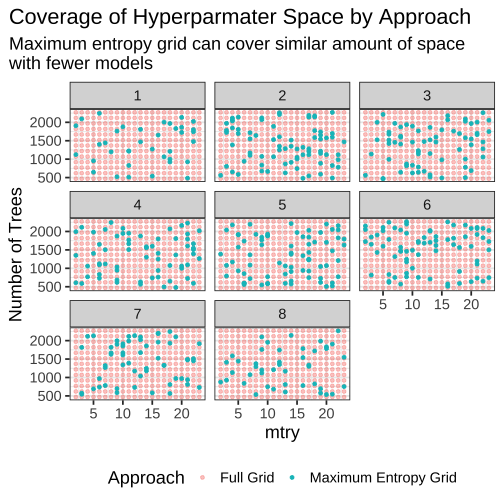 Coverage of Hyperparmater Space by Approach
Maximum entropy grid can cover similar amount of space
with fewer models
1 2 3
2000
1500
1000
500
4 5 6
2000
1500
1000
500
5 10 15 20
7 8
2000
1500
1000
500
5 10 15 20 5 10 15 20
Number of Trees
mtry
Approach Full Grid Maximum Entropy Grid